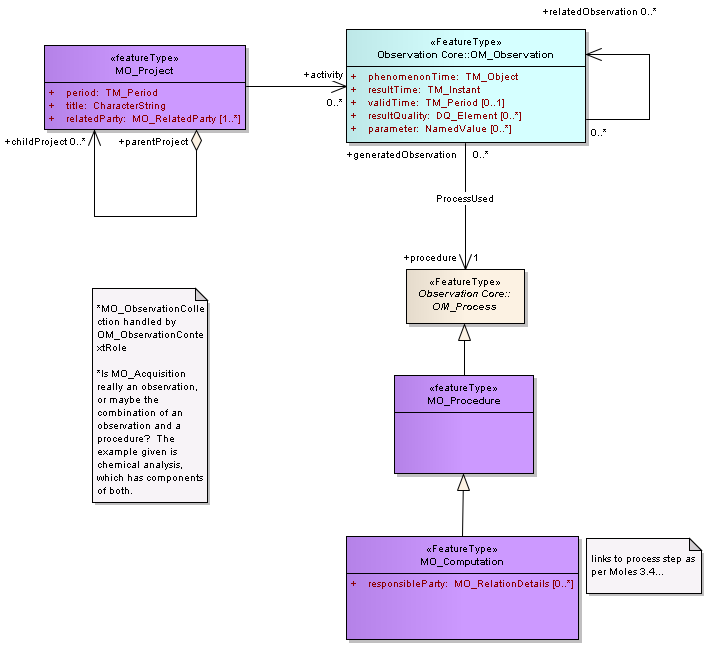 +relatedObservation 0..*
«featureType»
MO_Project
+ period: TM_Period
+ title: CharacterString
+ relatedParty: MO_RelatedParty [1..*]
+activity
0..*
«FeatureType»
Observation Core::OM_Observation
+ phenomenonTime: TM_Object
+ resultTime: TM_Instant
+ validTime: TM_Period [0..1]
+ resultQuality: DQ_Element [0..*]
+ parameter: NamedValue [0..*]
0..*
+childProject 0..*
+parentProject
+generatedObservation
0..*
ProcessUsed
+procedure
1
«FeatureType»
Observation Core::
OM_Process
*MO_ObservationColle
ction handled by
OM_ObservationConte
xtRole
*Is MO_Acquisition
really an observation,
or maybe the
combination of an
observation and a
procedure? The
example given is
chemical analysis,
which has components
of both.
«featureType»
MO_Procedure
«FeatureType»
MO_Computation
+ responsibleParty: MO_RelationDetails [0..*]
links to process step as
per Moles 3.4...